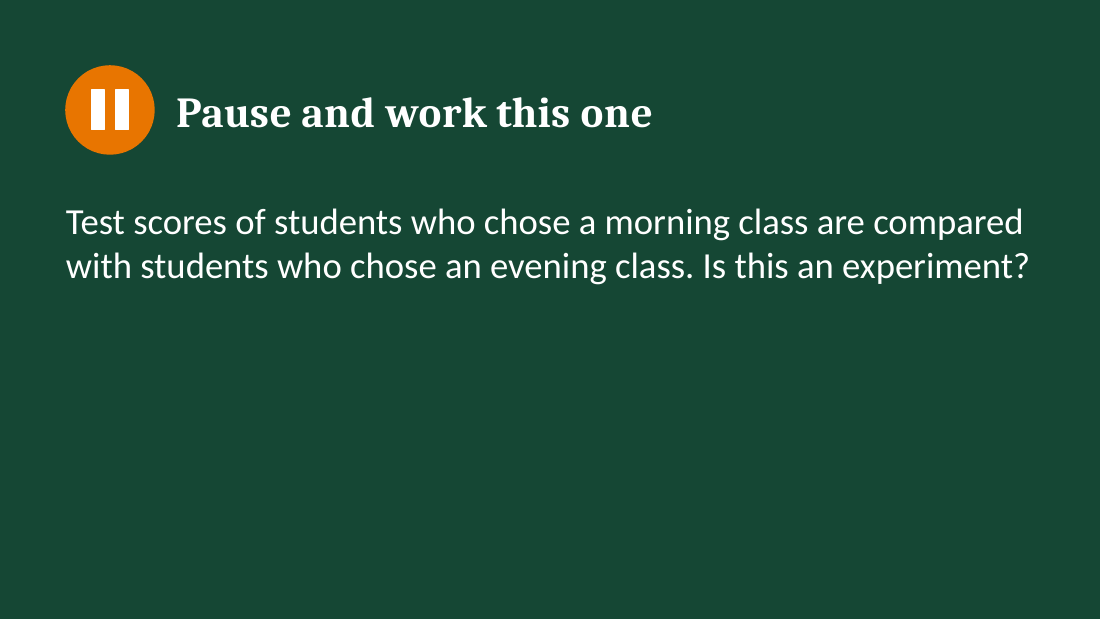 Pause and work this one
Test scores of students who chose a morning class are compared
with students who chose an evening class. Is this an experiment?